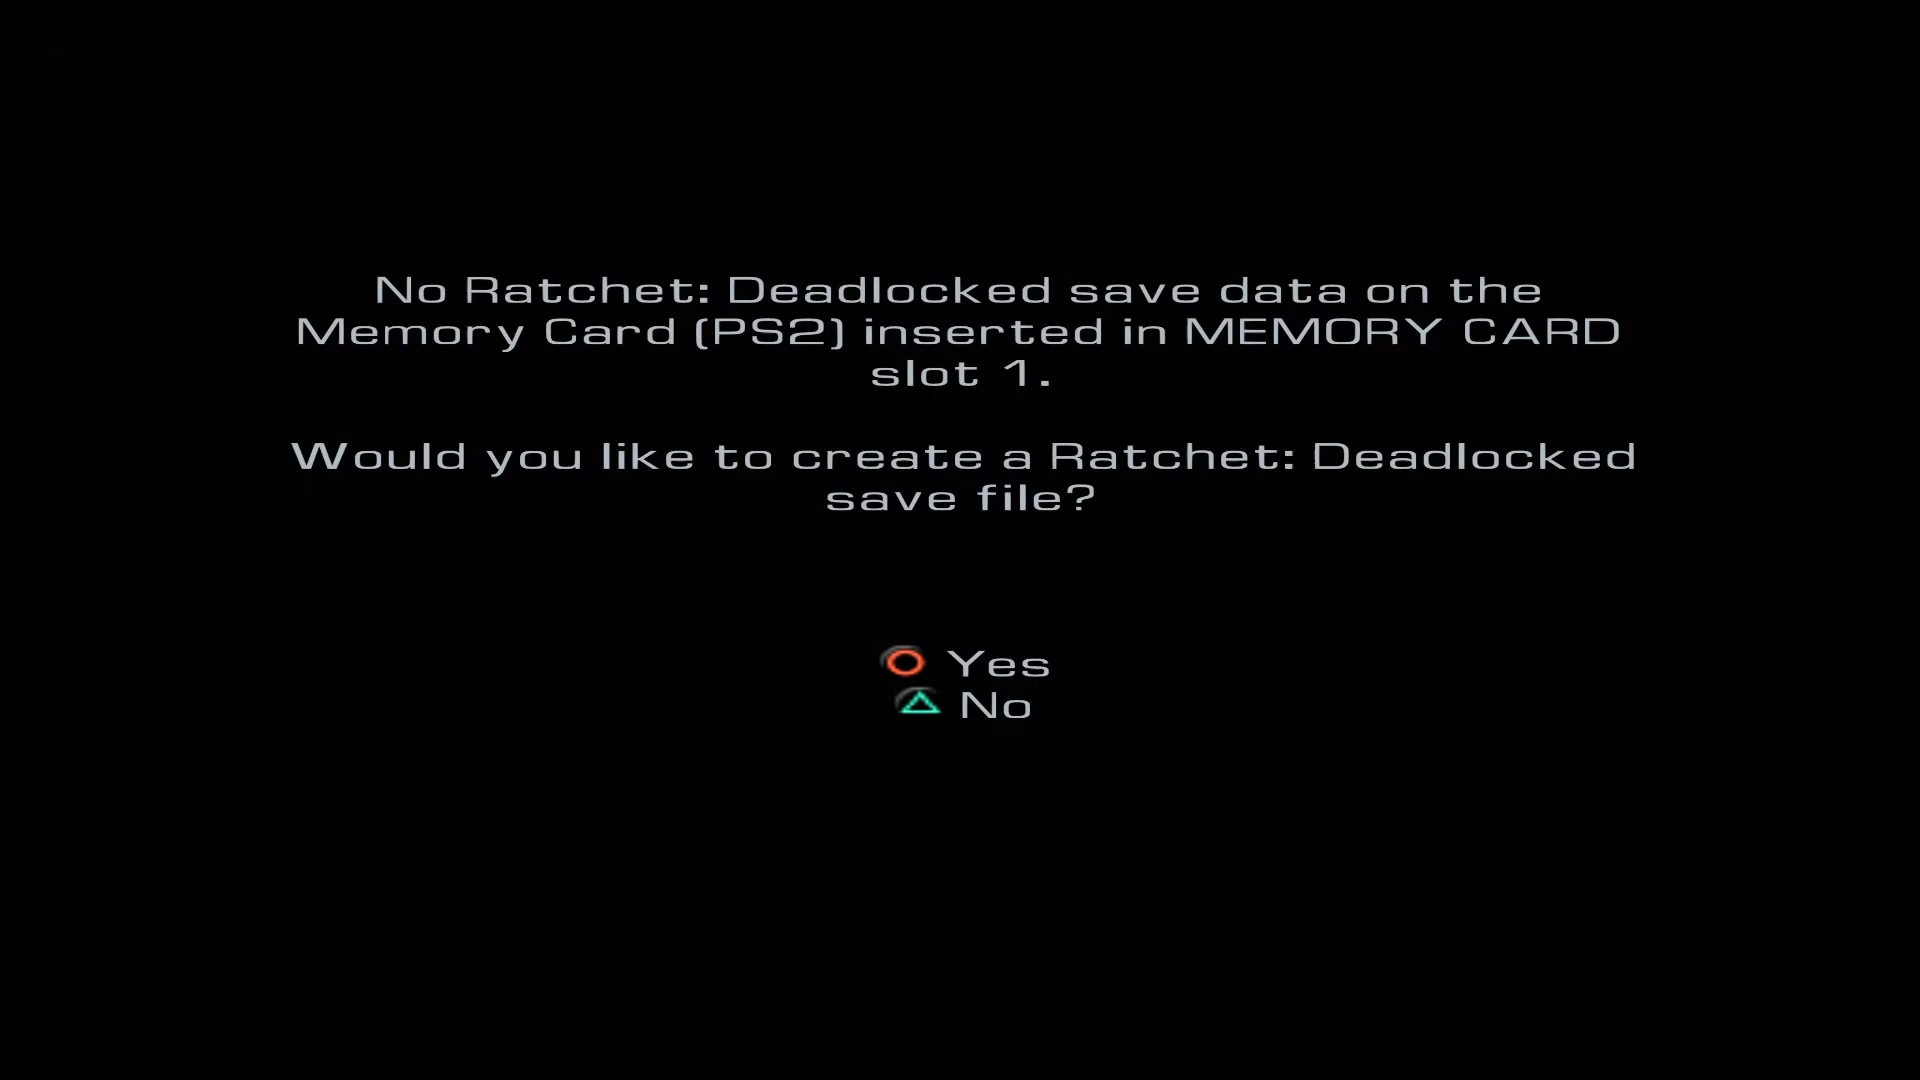 No Ratchet: Deadlocked save data on the
Memory Card (PS2) inserted in MEMORY CARD
slot 1.
Would you like to create a Ratchet: Deadlocked
save file?
Yes
No